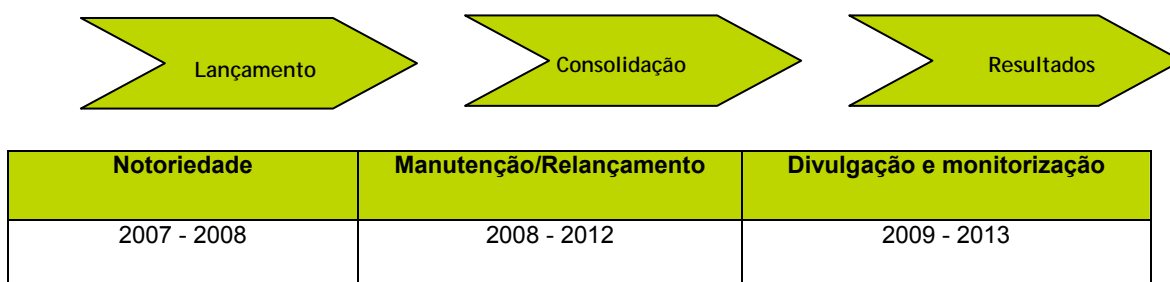 Lançamento
Consolidação
Resultados
Notoriedade
Manutenção/Relançamento
Divulgação e monitorização
2007 - 2008
2008 - 2012
2009 - 2013